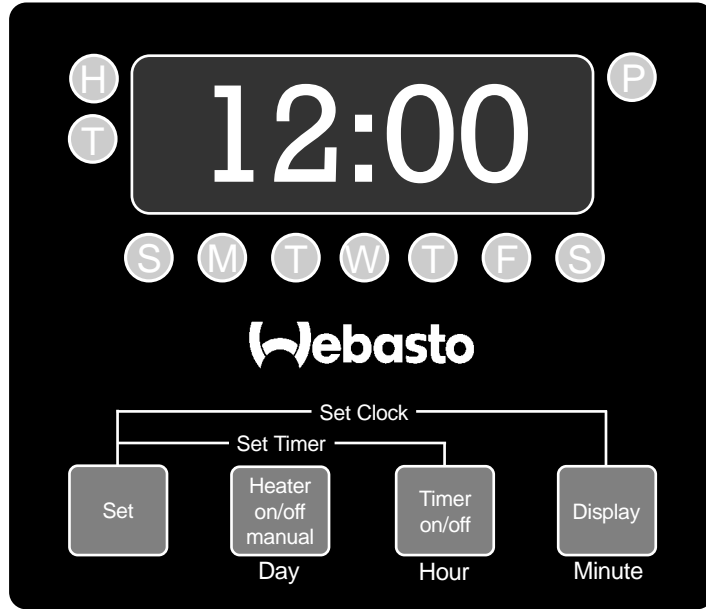 H
P
12:00
T
S M T W T F S
Webasto
Set Clock
Set Timer
Set
Heater
on/off
manual
Timer
on/off
Display
Day
Hour
Minute